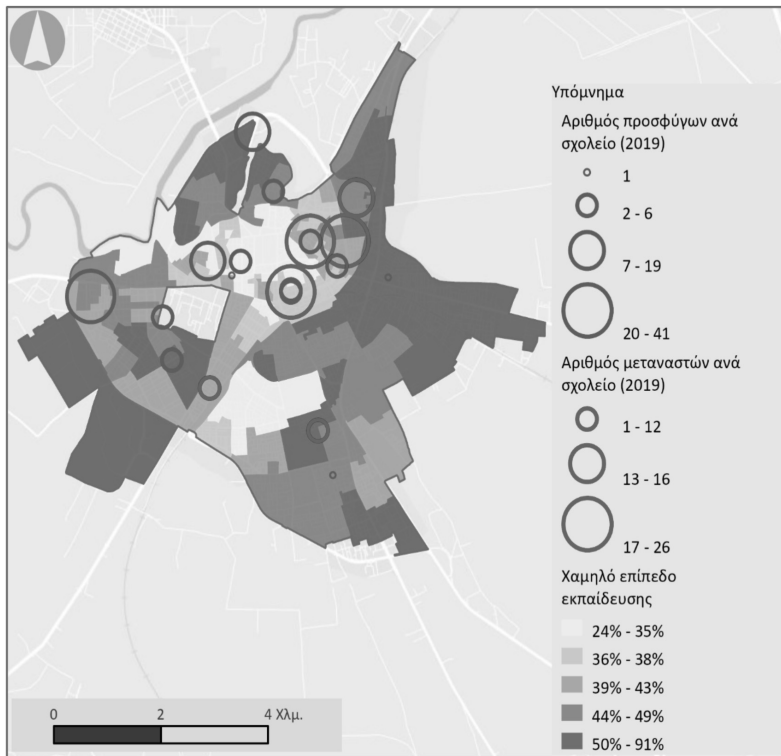 Υπόμνημα
Αριθμός προσφύγων ανά
σχολείο (2019)
1
2 - 6
7 - 19
20 - 41
Αριθμός μεταναστών ανά
σχολείο (2019)
1 - 12
13 - 16
17 - 26
Χαμηλό επίπεδο
εκπαίδευσης
24% - 35%
36% - 38%
39% - 43%
44% - 49%
50% - 91%
0 2 4 Χλμ.